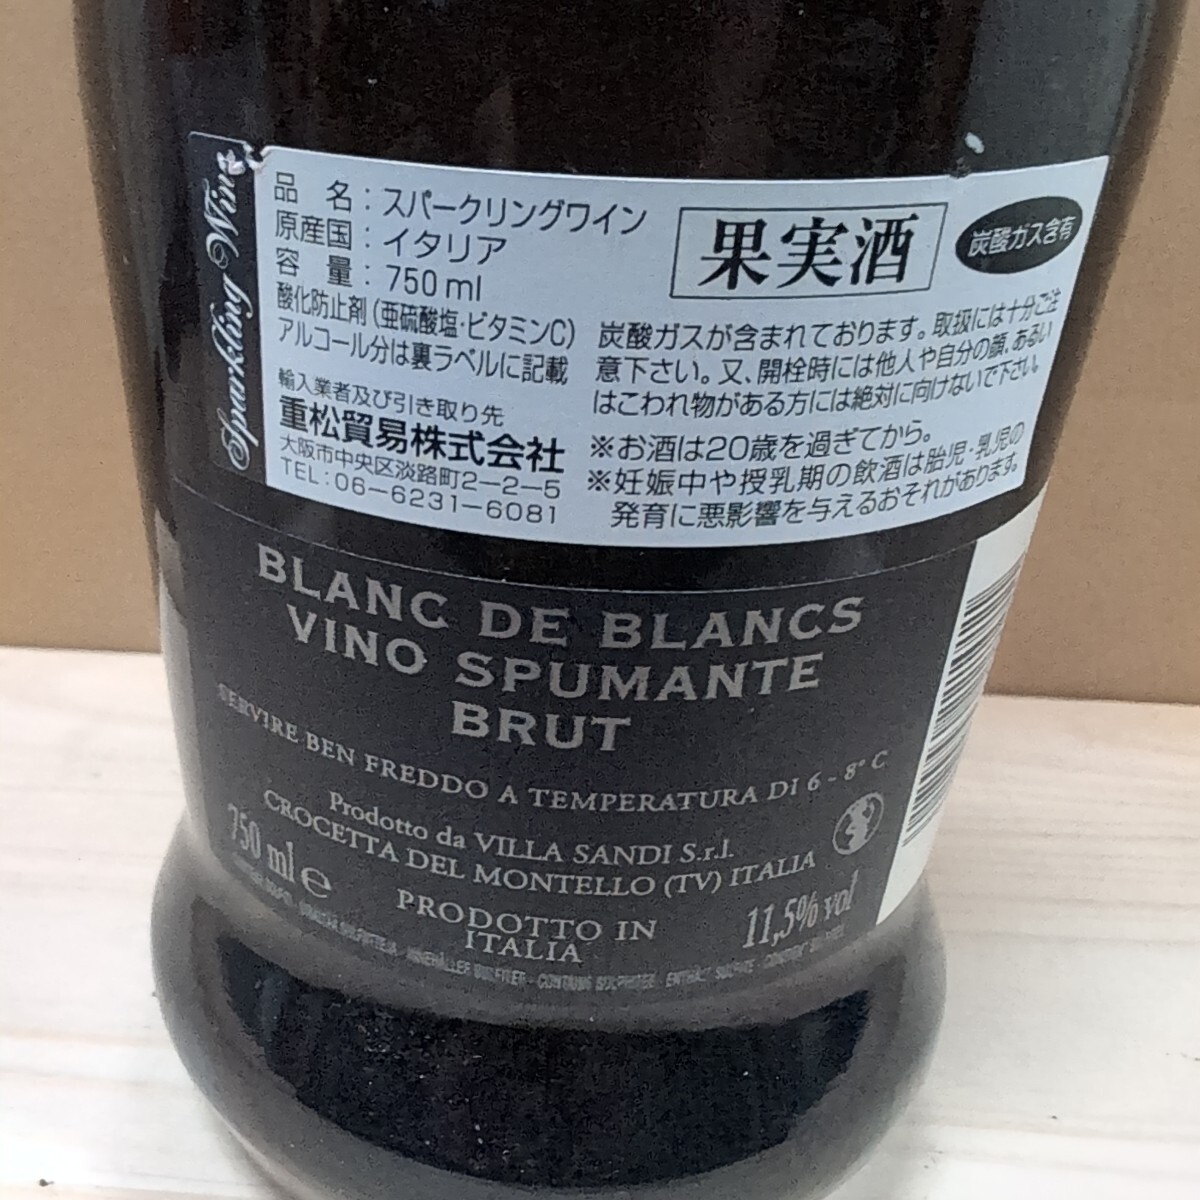 Sparkling Wine
品 名：スパークリングワイン
原産国：イタリア
容 量：750ml
酸化防止剤（亜硫酸塩・ビタミンC）
アルコール分は裏ラベルに記載
輸入業者及び引き取り先
重松貿易株式会社
大阪市中央区淡路町2-2-5
TEL：06-6231-6081
果実酒
炭酸ガス含有
炭酸ガスが含まれております。取扱には十分ご注
意下さい。又、開栓時には他人や自分の顔、あるい
はこわれ物がある方には絶対に向けないで下さい。
※お酒は20歳を過ぎてから。
※妊娠中や授乳期の飲酒は胎児・乳児の
発育に悪影響を与えるおそれがあります。
BLANC DE BLANCS
VINO SPUMANTE
BRUT
SERVIRE BEN FREDDO A TEMPERATURA DI 6 - 8° C
Prodotto da VILLA SANDI S.r.l.
CROCETTA DEL MONTELLO (TV) ITALIA
750 ml e
PRODOTTO IN
ITALIA
11,5% vol
INNEHÅLLER SULFITER - CONTAINS SULPHITES - ENTHÄLT SULFITE